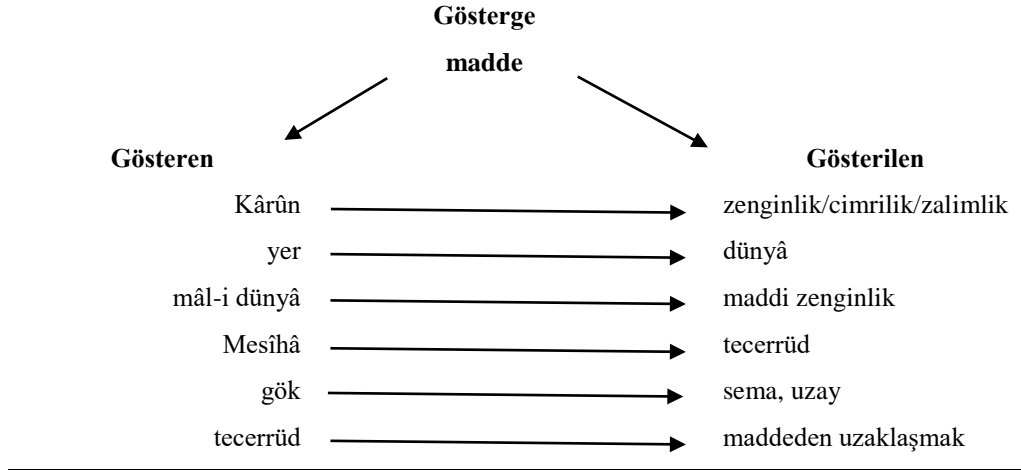 Gösterge
madde
Gösteren Gösterilen
Kârûn zenginlik/cimrilik/zalimlik
yer dünyâ
mâl-i dünyâ maddi zenginlik
Mesîhâ tecerrüd
gök sema, uzay
tecerrüd maddeden uzaklaşmak